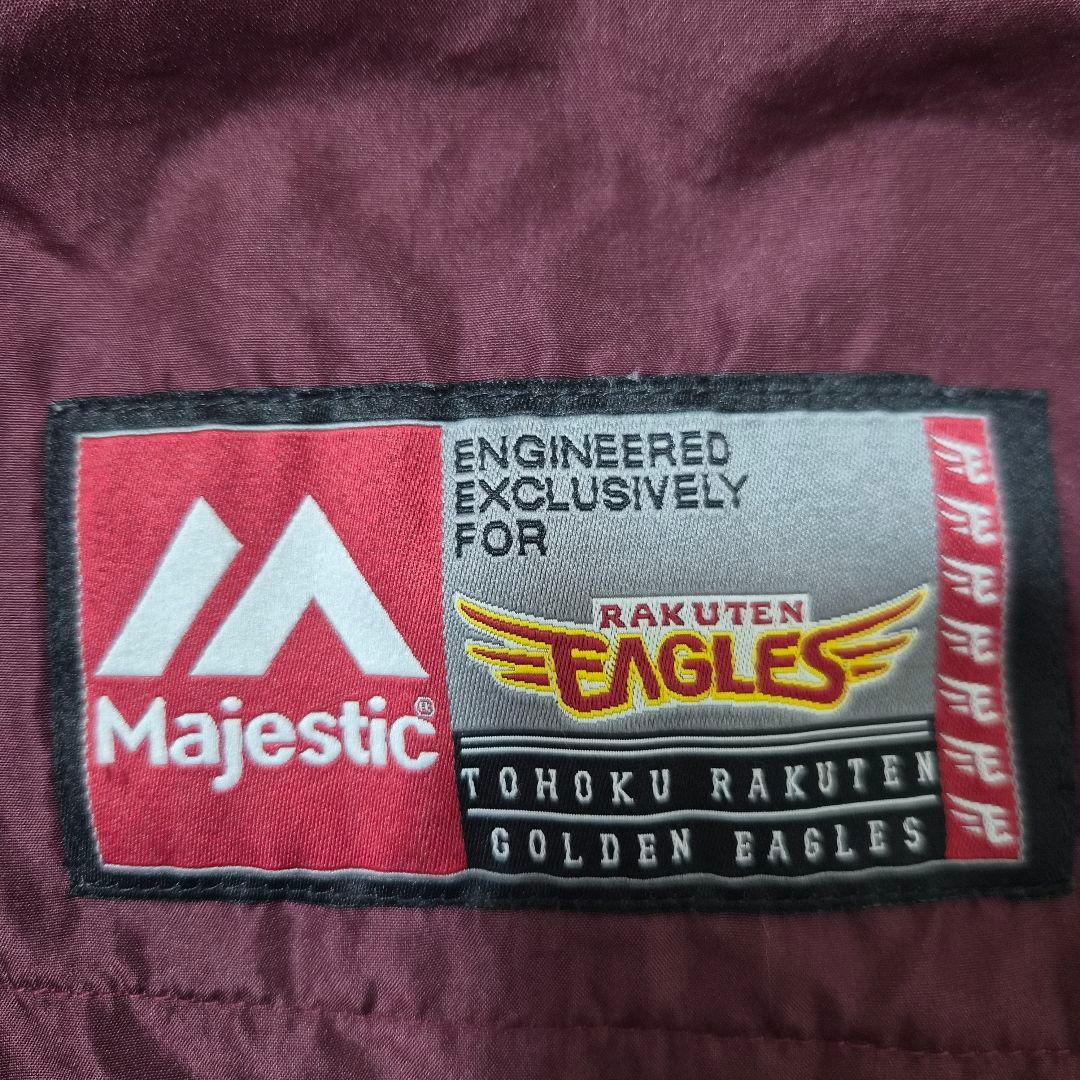 Majestic®
ENGINEERED
EXCLUSIVELY
FOR
RAKUTEN
EAGLES
TOHOKU RAKUTEN
GOLDEN EAGLES